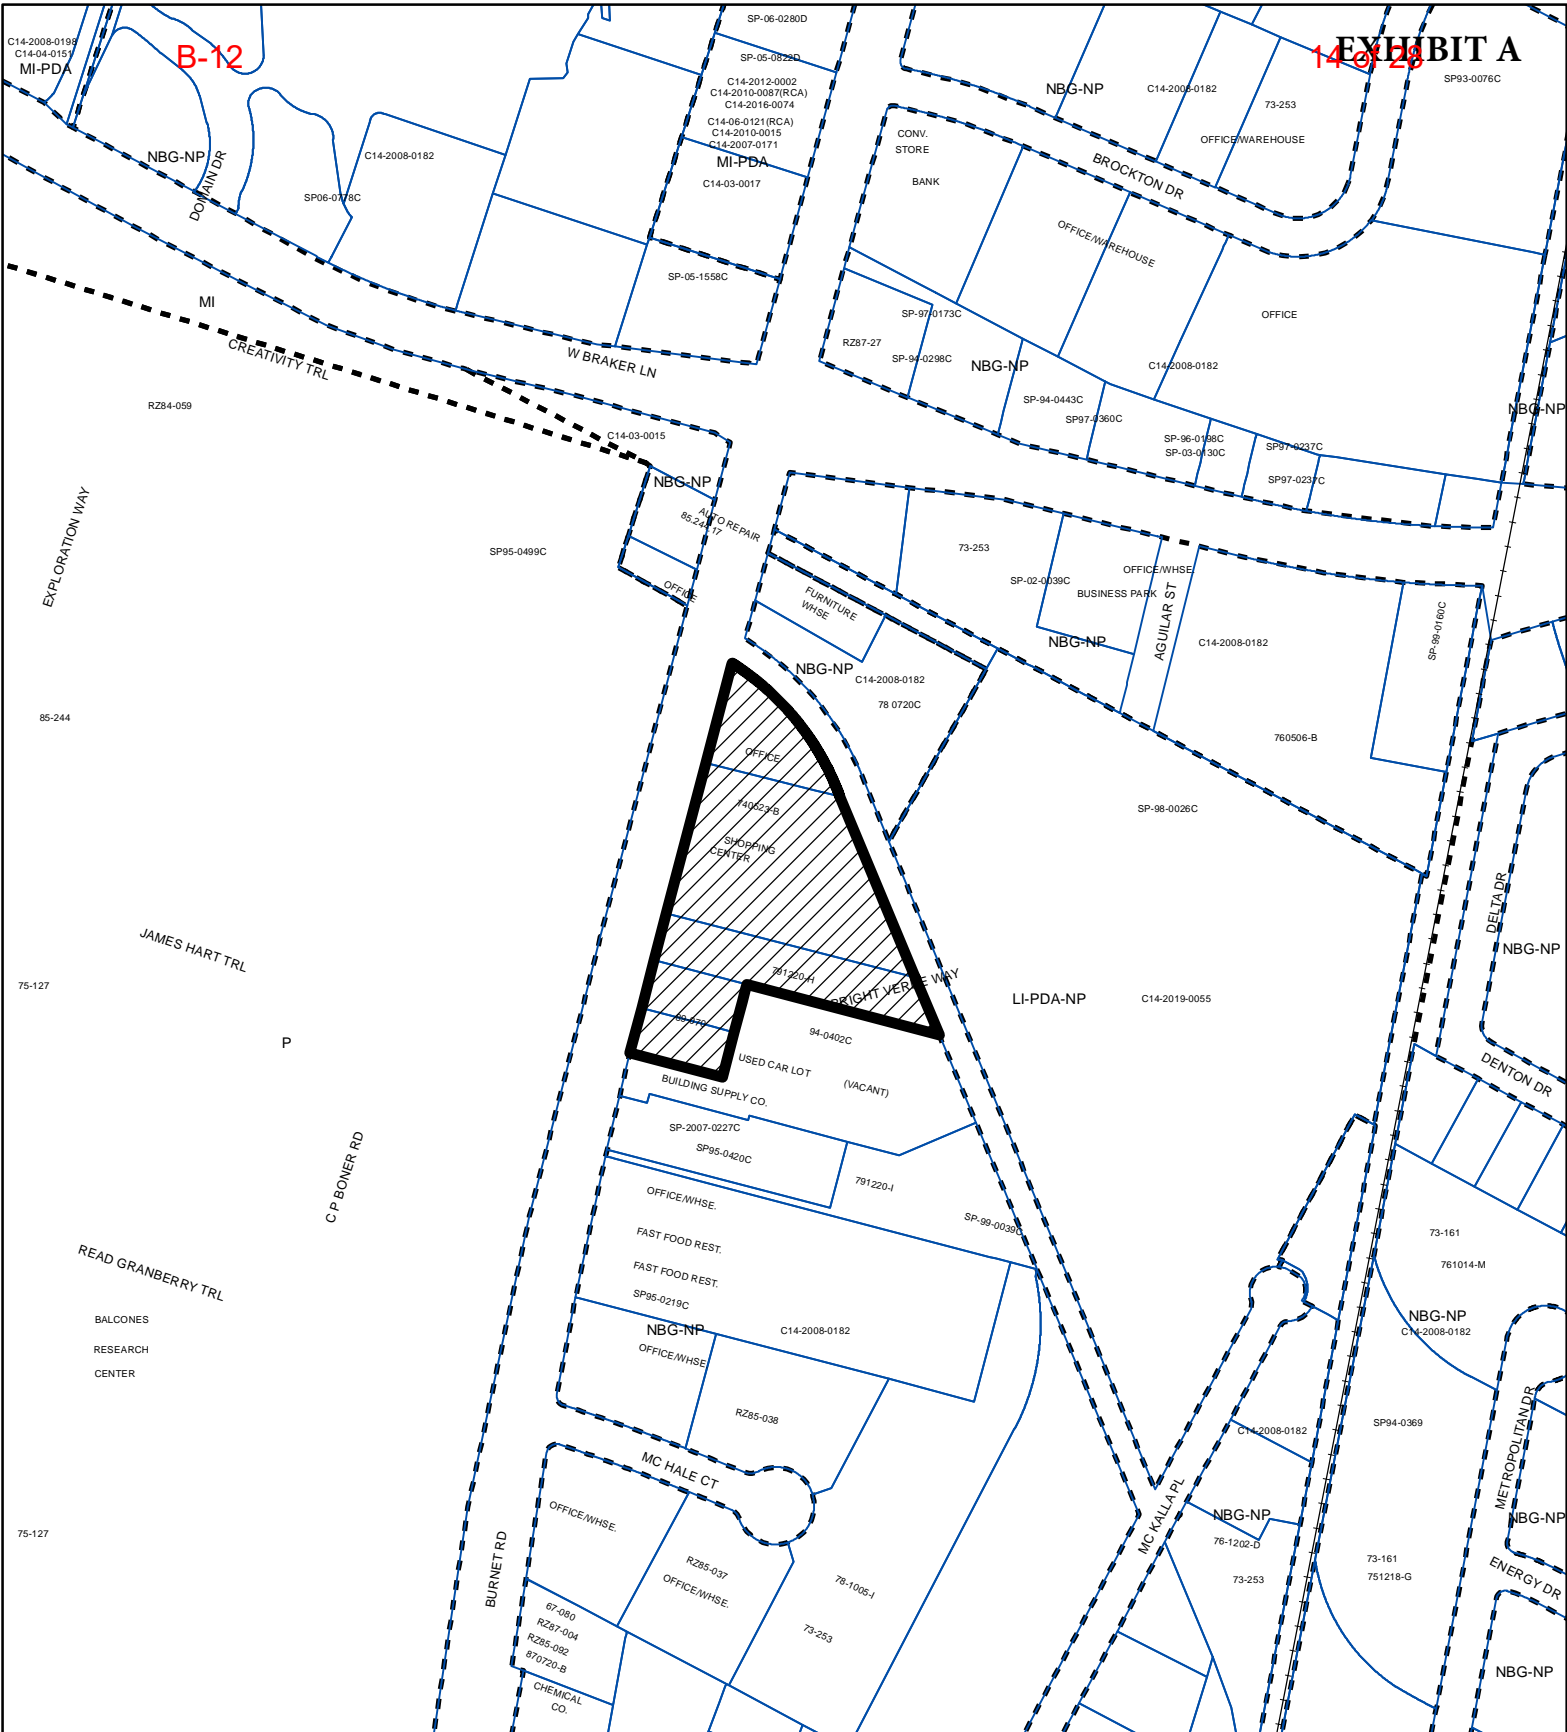 B-12
14 of 28
EXHIBIT A
C14-2008-0198
C14-04-0151
MI-PDA
NBG-NP
DOMAIN DR
SP06-0778C
C14-2008-0182
SP-06-0280D
SP-05-0822D
C14-2012-0002
C14-2010-0087(RCA)
C14-2016-0074
C14-06-0121(RCA)
C14-2010-0015
C14-2007-0171
MI-PDA
C14-03-0017
SP-05-1558C
NBG-NP
C14-2008-0182
73-253
OFFICE/WAREHOUSE
SP93-0076C
CONV.
STORE
BANK
BROCKTON DR
OFFICE/WAREHOUSE
OFFICE
SP-97-0173C
RZ87-27
SP-94-0298C
NBG-NP
C14-2008-0182
SP-94-0443C
SP97-0360C
SP-96-0198C
SP-03-0130C
SP97-0237C
SP97-0237C
NBG-NP
MI
CREATIVITY TRL
W BRAKER LN
RZ84-059
C14-03-0015
NBG-NP
AUTO REPAIR
85.244.17
OFFICE
SP95-0499C
EXPLORATION WAY
85-244
73-253
SP-02-0039C
OFFICE/WHSE
BUSINESS PARK
AGUILAR ST
NBG-NP
C14-2008-0182
SP-99-0160C
760506-B
FURNITURE
WHSE
NBG-NP
C14-2008-0182
78 0720C
OFFICE
740523-B
SHOPPING
CENTER
791220-H
BRIGHT VERDE WAY
94-0402C
USED CAR LOT
(VACANT)
BUILDING SUPPLY CO.
SP-98-0026C
LI-PDA-NP
C14-2019-0055
DELTA DR
NBG-NP
DENTON DR
JAMES HART TRL
75-127
P
C P BONER RD
READ GRANBERRY TRL
BALCONES
RESEARCH
CENTER
75-127
SP-2007-0227C
SP95-0420C
791220-I
SP-99-0039C
OFFICE/WHSE.
FAST FOOD REST.
FAST FOOD REST.
SP95-0219C
NBG-NP
C14-2008-0182
OFFICE/WHSE
RZ85-038
MC HALE CT
OFFICE/WHSE.
RZ85-037
OFFICE/WHSE.
78-1005-I
73-253
BURNET RD
67-080
RZ87-004
RZ85-092
870720-B
CHEMICAL
CO.
MC KALLA PL
C14-2008-0182
NBG-NP
76-1202-D
73-253
73-161
761014-M
NBG-NP
C14-2008-0182
SP94-0369
METROPOLITAN DR
NBG-NP
73-161
751218-G
ENERGY DR
NBG-NP